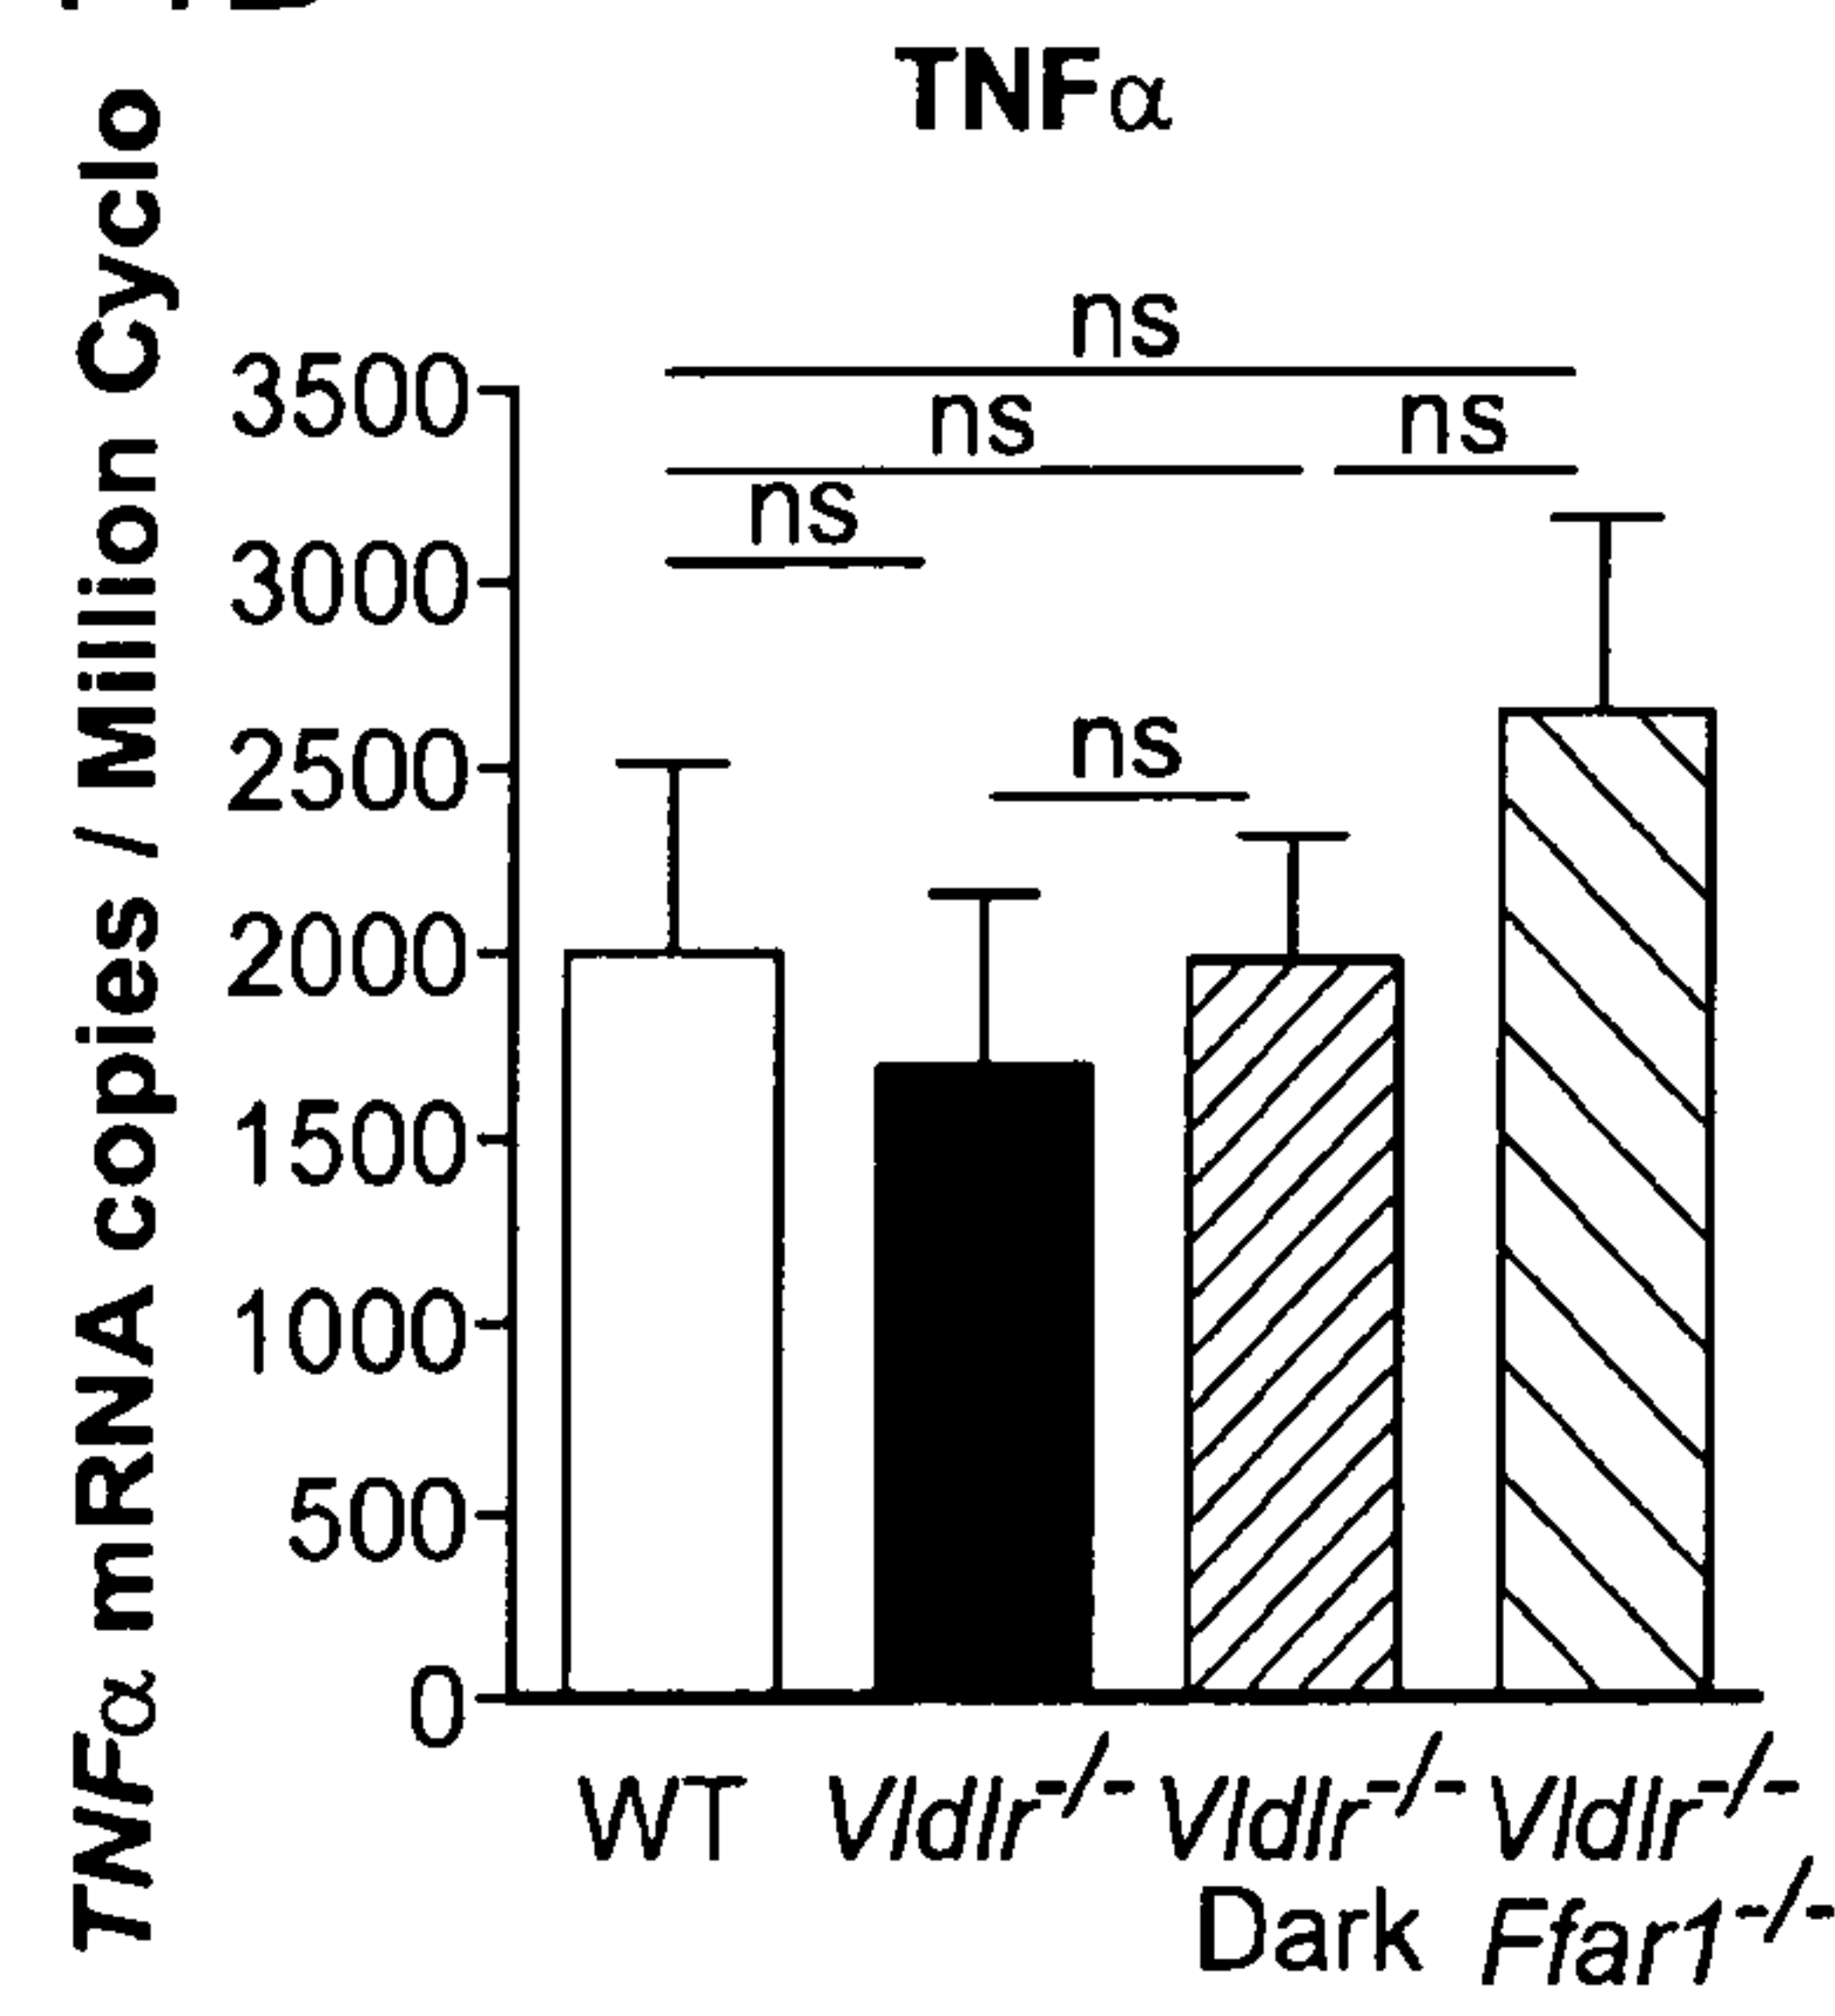 TNFα
TNFα mRNA copies / Million Cyclo
ns
3500
ns
ns
ns
3000
2500
ns
2000
1500
1000
500
0
WT
Vldlr-/-
Vldlr-/-
Dark
Vldlr-/-
Ffar1-/-